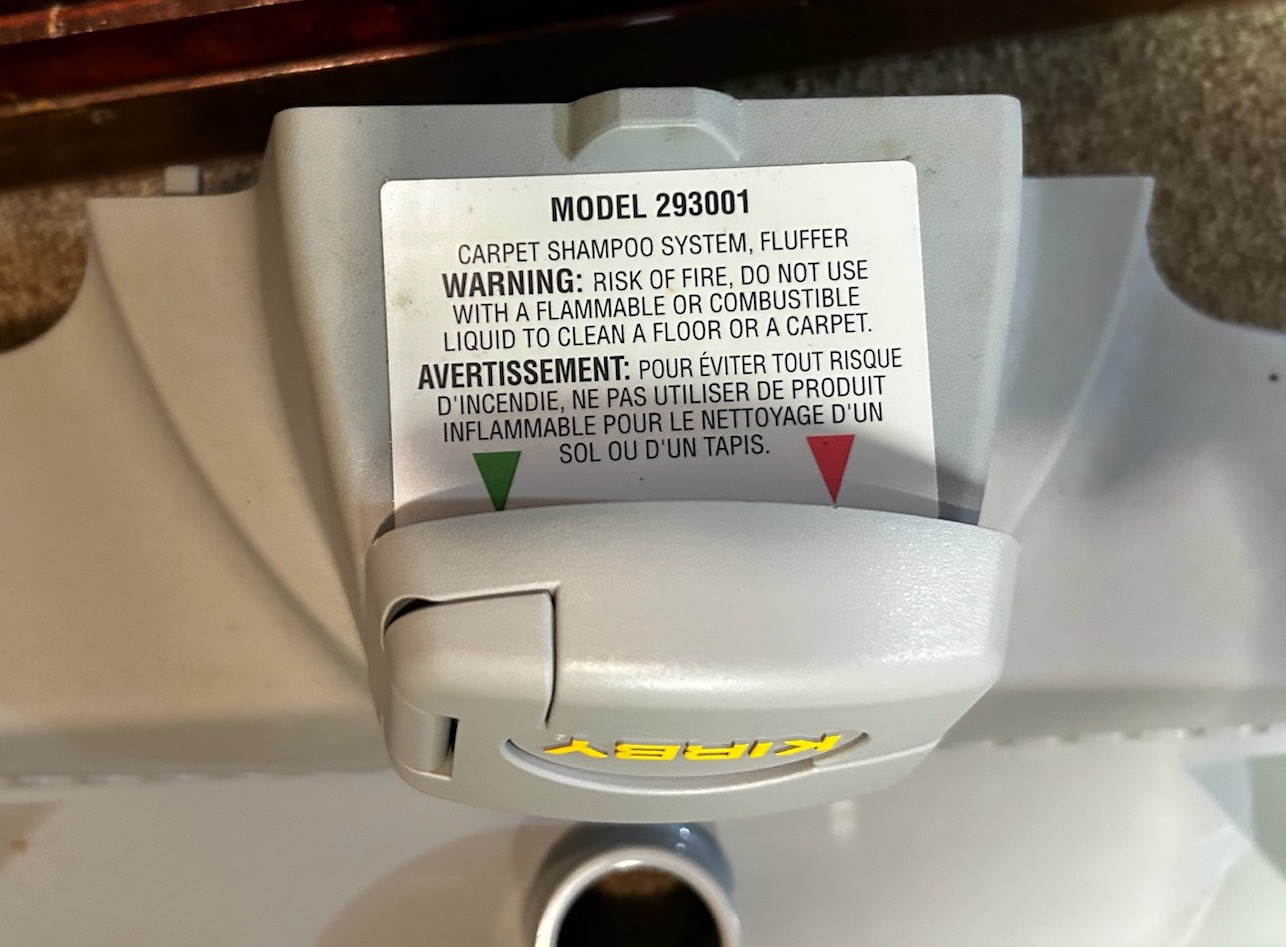 MODEL 293001
CARPET SHAMPOO SYSTEM, FLUFFER
WARNING: RISK OF FIRE, DO NOT USE
WITH A FLAMMABLE OR COMBUSTIBLE
LIQUID TO CLEAN A FLOOR OR A CARPET.
AVERTISSEMENT: POUR ÉVITER TOUT RISQUE
D'INCENDIE, NE PAS UTILISER DE PRODUIT
INFLAMMABLE POUR LE NETTOYAGE D'UN
SOL OU D'UN TAPIS.
KIRBY